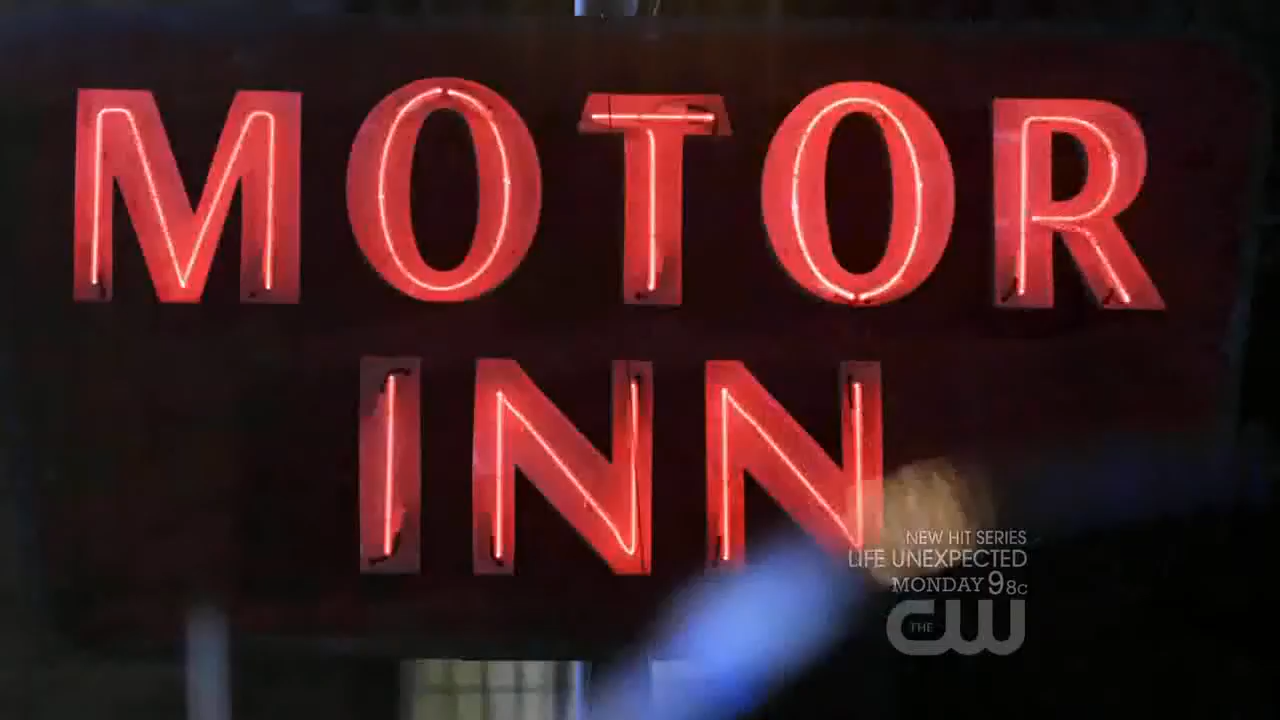 MOTOR
INN
NEW HIT SERIES
LIFE UNEXPECTED
MONDAY 9 8C
THE CW